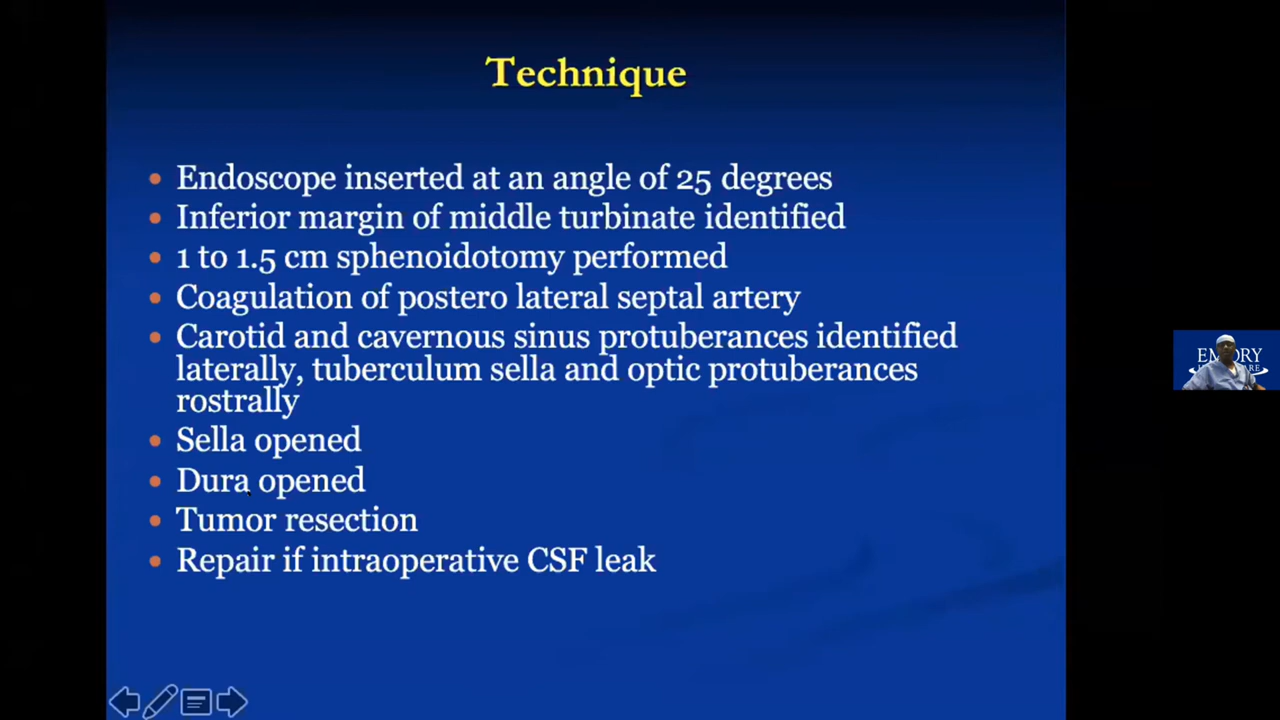 Technique
Endoscope inserted at an angle of 25 degrees
Inferior margin of middle turbinate identified
1 to 1.5 cm sphenoidotomy performed
Coagulation of postero lateral septal artery
Carotid and cavernous sinus protuberances identified
laterally, tuberculum sella and optic protuberances
rostrally
Sella opened
Dura opened
Tumor resection
Repair if intraoperative CSF leak